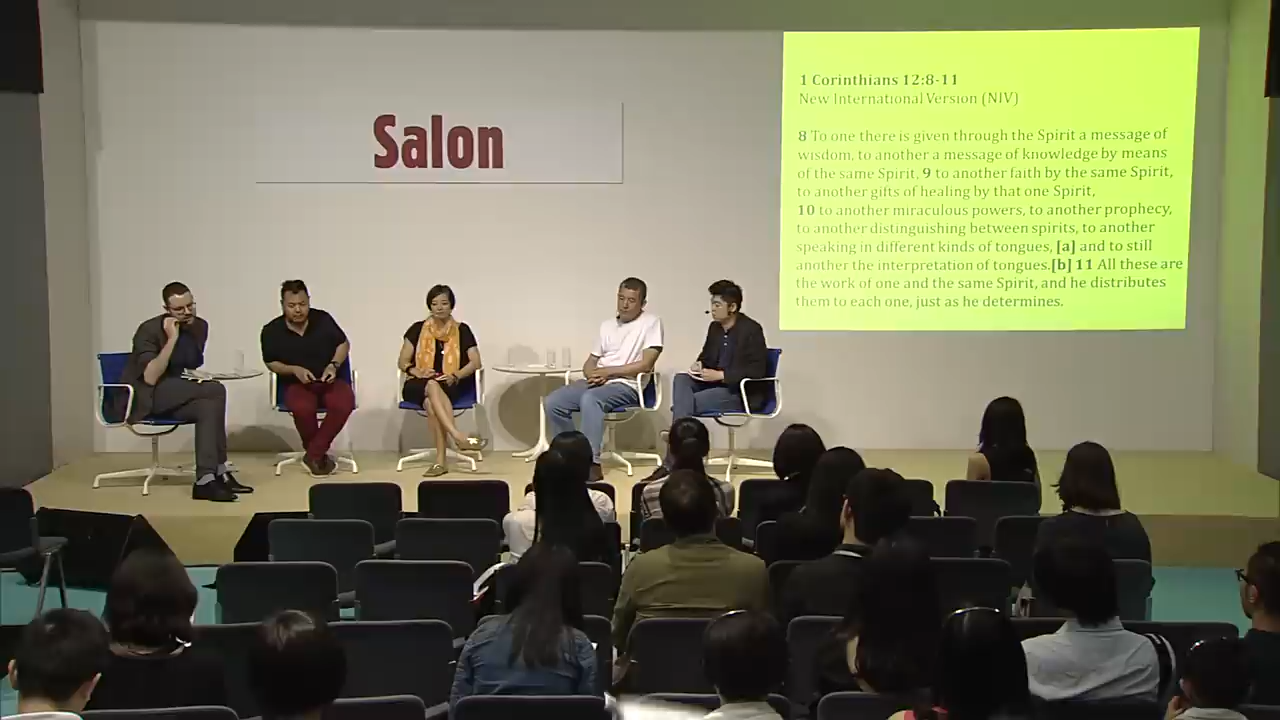 Salon
1 Corinthians 12:8-11
New International Version (NIV)
8 To one there is given through the Spirit a message of
wisdom, to another a message of knowledge by means
of the same Spirit, 9 to another faith by the same Spirit,
to another gifts of healing by that one Spirit,
10 to another miraculous powers, to another prophecy,
to another distinguishing between spirits, to another
speaking in different kinds of tongues, [a] and to still
another the interpretation of tongues.[b] 11 All these are
the work of one and the same Spirit, and he distributes
them to each one, just as he determines.